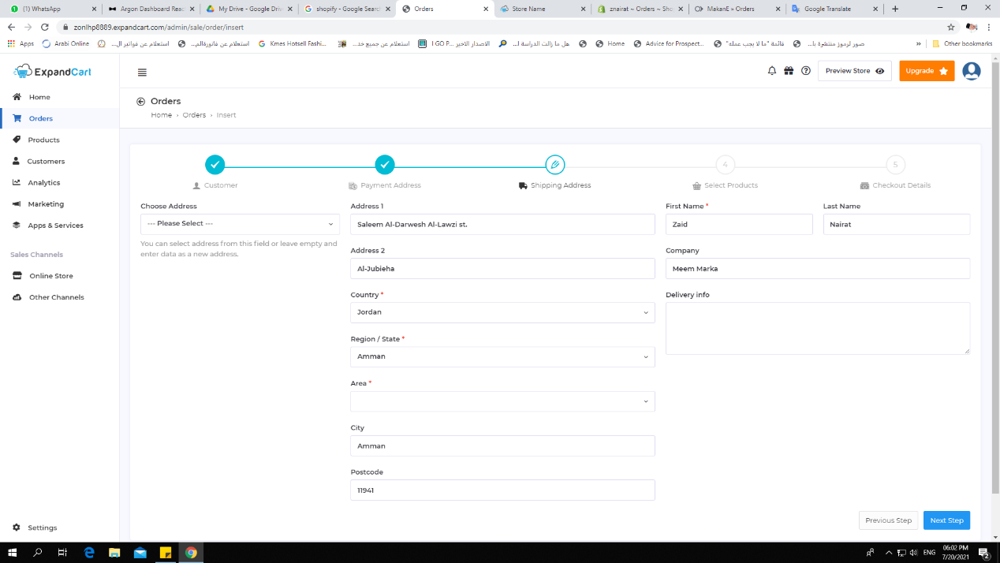 (1) WhatsApp
Argon Dashboard Reac
My Drive - Google Driv
shopify - Google Search
Orders
Store Name
znairat ~ Orders ~ Sho
MakanE » Orders
Google Translate
zonlhp8889.expandcart.com/admin/sale/order/insert
Apps
Arabi Online
استعلام عن فواتير ال...
استعلام عن فاتورةالم...
Kmes Hotsell Fashi...
استعلام عن جميع خد...
I GO P... الاصدار الاخير
هل ما زالت الدراسة ا...
Home
Advice for Prospect...
قائمة "ما لا يجب عمله"
صور لرموز منتشرة با...
»
Other bookmarks
ExpandCart
Preview Store
Upgrade
Home
Orders
Products
Customers
Analytics
Marketing
Apps & Services
Sales Channels
Online Store
Other Channels
Settings
Orders
Home › Orders › Insert
4
5
Customer
Payment Address
Shipping Address
Select Products
Checkout Details
Choose Address
--- Please Select ---
You can select address from this field or leave empty and
enter data as a new address.
Address 1
Saleem Al-Darwesh Al-Lawzi st.
Address 2
Al-Jubieha
Country *
Jordan
Region / State *
Amman
Area *
City
Amman
Postcode
11941
First Name *
Zaid
Last Name
Nairat
Company
Meem Marka
Delivery info
Previous Step
Next Step
ENG
06:02 PM
7/20/2021
2